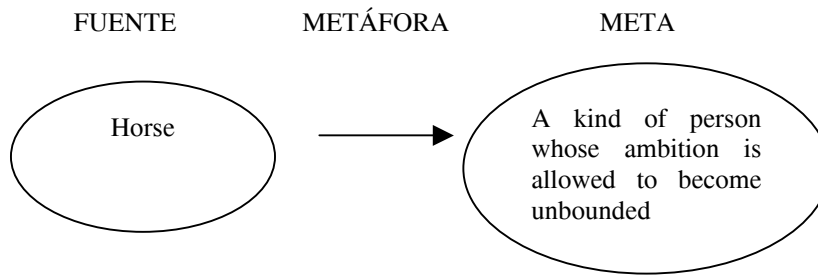 FUENTE METÁFORA META
Horse
A kind of person
whose ambition is
allowed to become
unbounded